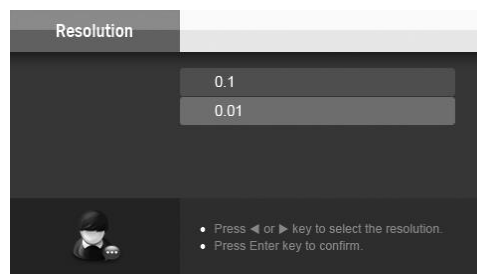 Resolution
0.1
0.01
• Press ◄ or ► key to select the resolution.
• Press Enter key to confirm.